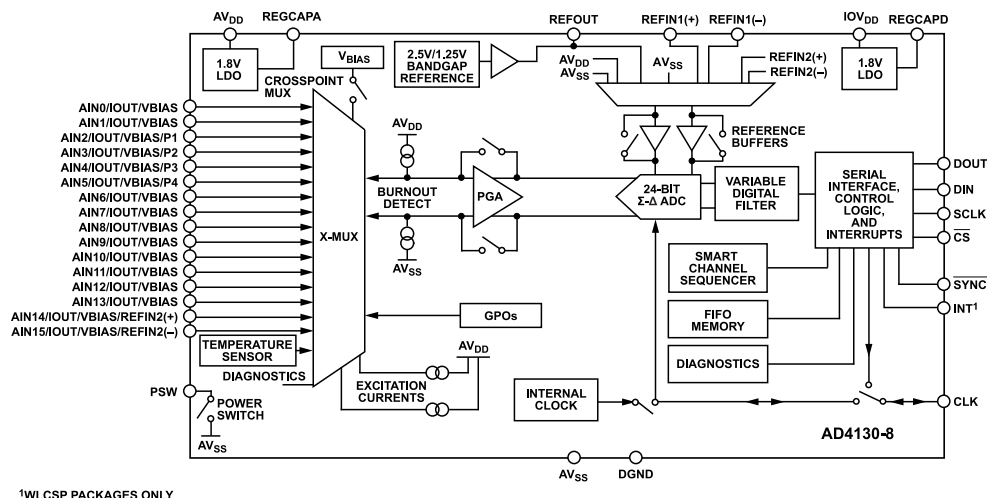 AVDD
REGCAPA
REFOUT
REFIN1(+)
REFIN1(–)
IOVDD
REGCAPD
1.8V
LDO
VBIAS
CROSSPOINT
MUX
2.5V/1.25V
BANDGAP
REFERENCE
AVDD
AVSS
AVSS
REFIN2(+)
REFIN2(–)
1.8V
LDO
AIN0/IOUT/VBIAS
AIN1/IOUT/VBIAS
AIN2/IOUT/VBIAS/P1
AIN3/IOUT/VBIAS/P2
AIN4/IOUT/VBIAS/P3
AIN5/IOUT/VBIAS/P4
AIN6/IOUT/VBIAS
AIN7/IOUT/VBIAS
AIN8/IOUT/VBIAS
AIN9/IOUT/VBIAS
AIN10/IOUT/VBIAS
AIN11/IOUT/VBIAS
AIN12/IOUT/VBIAS
AIN13/IOUT/VBIAS
AIN14/IOUT/VBIAS/REFIN2(+)
AIN15/IOUT/VBIAS/REFIN2(–)
TEMPERATURE
SENSOR
DIAGNOSTICS
X-MUX
AVDD
BURNOUT
DETECT
AVSS
PGA
REFERENCE
BUFFERS
24-BIT
Σ-Δ ADC
VARIABLE
DIGITAL
FILTER
SERIAL
INTERFACE,
CONTROL
LOGIC,
AND
INTERRUPTS
DOUT
DIN
SCLK
CS
SYNC
INT1
SMART
CHANNEL
SEQUENCER
FIFO
MEMORY
DIAGNOSTICS
GPOs
AVDD
EXCITATION
CURRENTS
INTERNAL
CLOCK
CLK
PSW
POWER
SWITCH
AVSS
AD4130-8
AVSS
DGND
1WLCSP PACKAGES ONLY